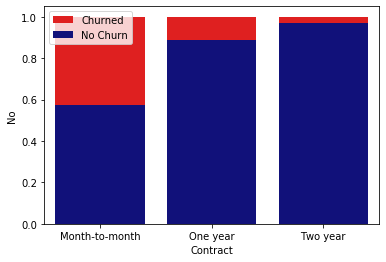 Churned
No Churn
No
1.0
0.8
0.6
0.4
0.2
0.0
Month-to-month
One year
Two year
Contract